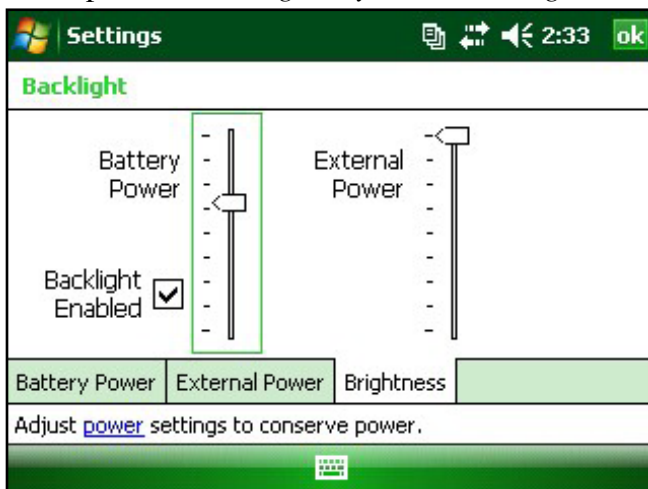 Settings 2:33 ok
Backlight
Battery
Power
External
Power
Backlight
Enabled
Battery Power External Power Brightness
Adjust power settings to conserve power.